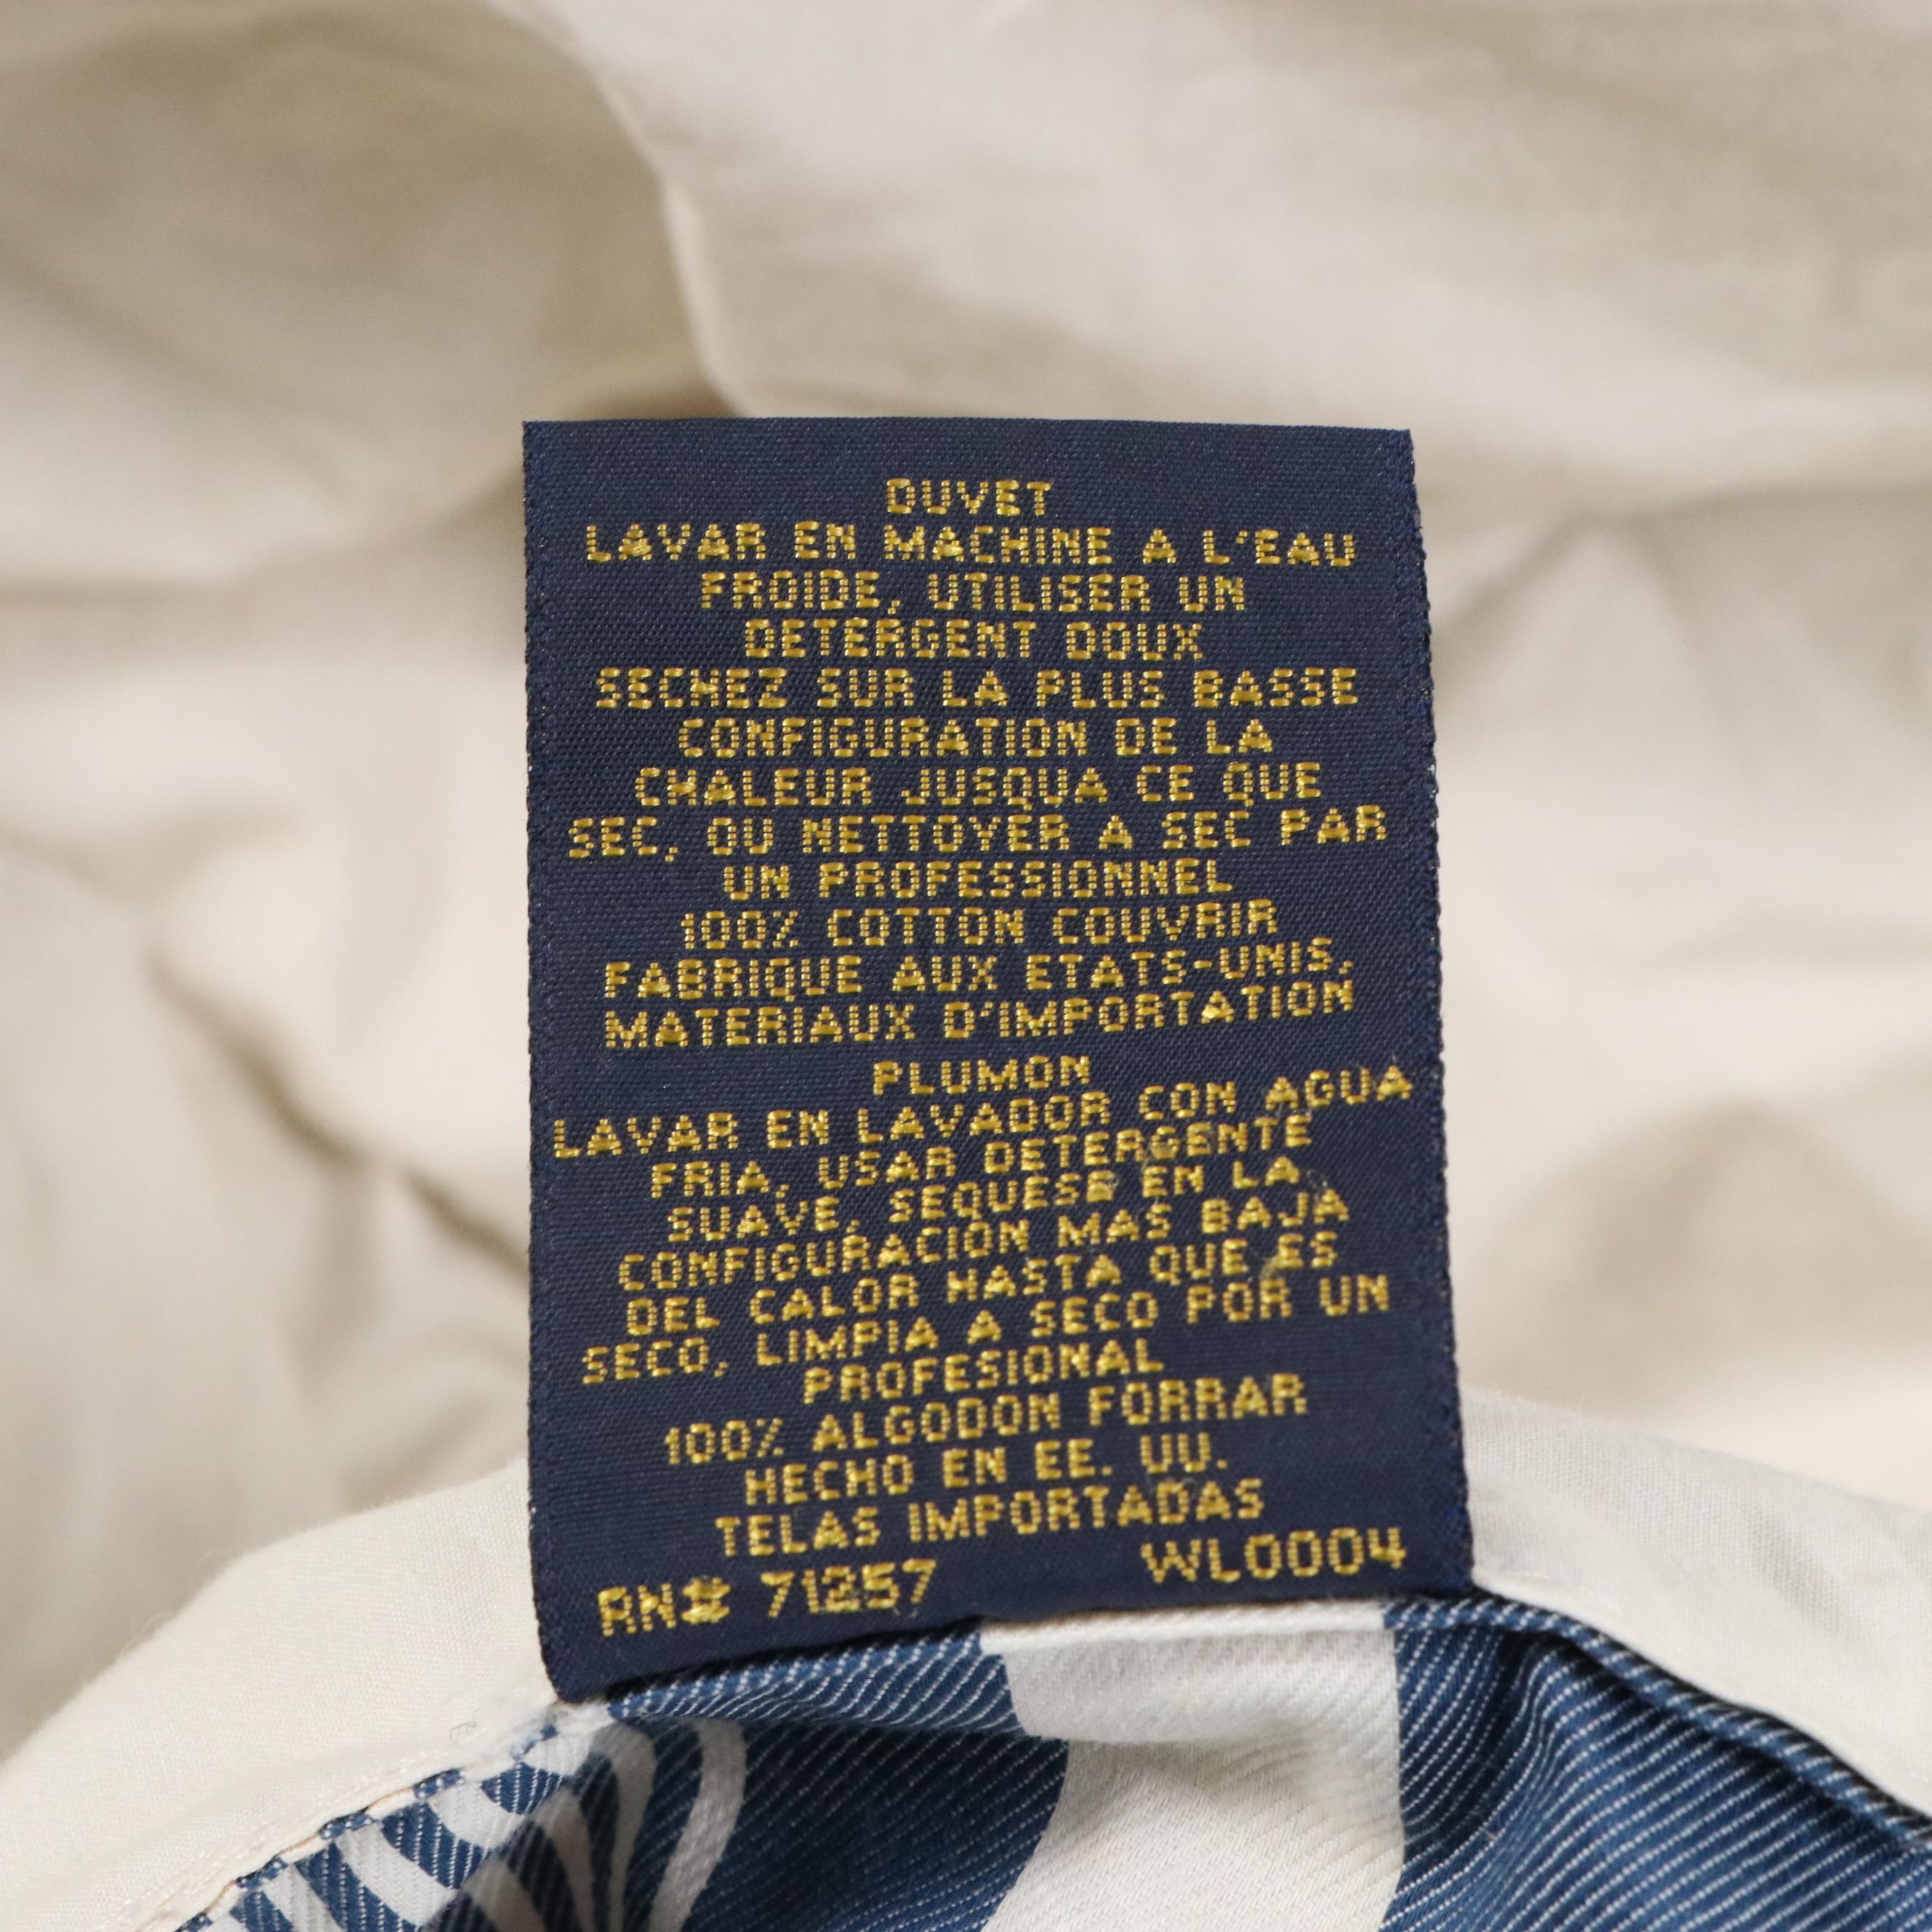 DUVET
LAVAR EN MACHINE A L'EAU
FROIDE, UTILISER UN
DETERGENT DOUX
SECHEZ SUR LA PLUS BASSE
CONFIGURATION DE LA
CHALEUR JUSQUA CE QUE
SEC, OU NETTOYER A SEC PAR
UN PROFESSIONNEL
100% COTTON COUVRIR
FABRIQUE AUX ETATS-UNIS,
MATERIAUX D'IMPORTATION
PLUMON
LAVAR EN LAVADOR CON AGUA
FRIA, USAR DETERGENTE
SUAVE, SEQUESE EN LA
CONFIGURACION MAS BAJA
DEL CALOR HASTA QUE ES
SECO, LIMPIA A SECO POR UN
PROFESIONAL
100% ALGODON FORRAR
HECHO EN EE. UU.
TELAS IMPORTADAS
RN# 71257 WL0004